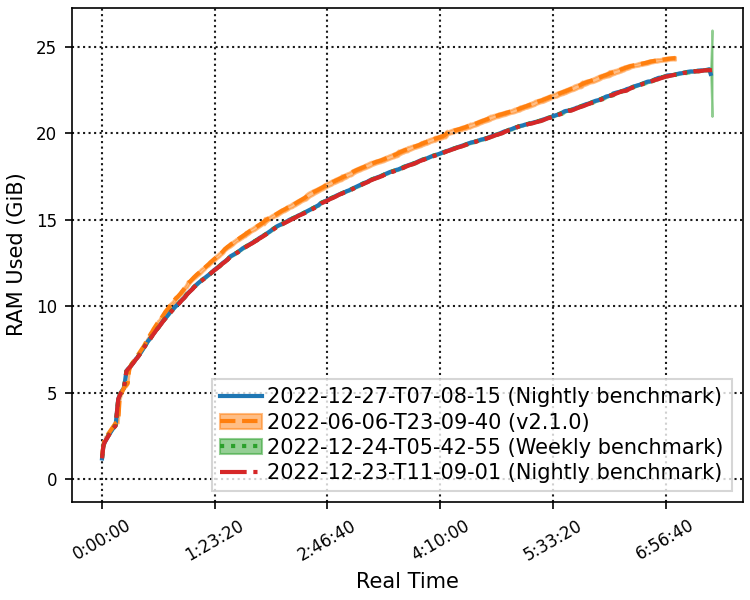 25
20
15
10
5
0
RAM Used (GiB)
2022-12-27-T07-08-15 (Nightly benchmark)
2022-06-06-T23-09-40 (v2.1.0)
2022-12-24-T05-42-55 (Weekly benchmark)
2022-12-23-T11-09-01 (Nightly benchmark)
0:00:00
1:23:20
2:46:40
4:10:00
5:33:20
6:56:40
Real Time